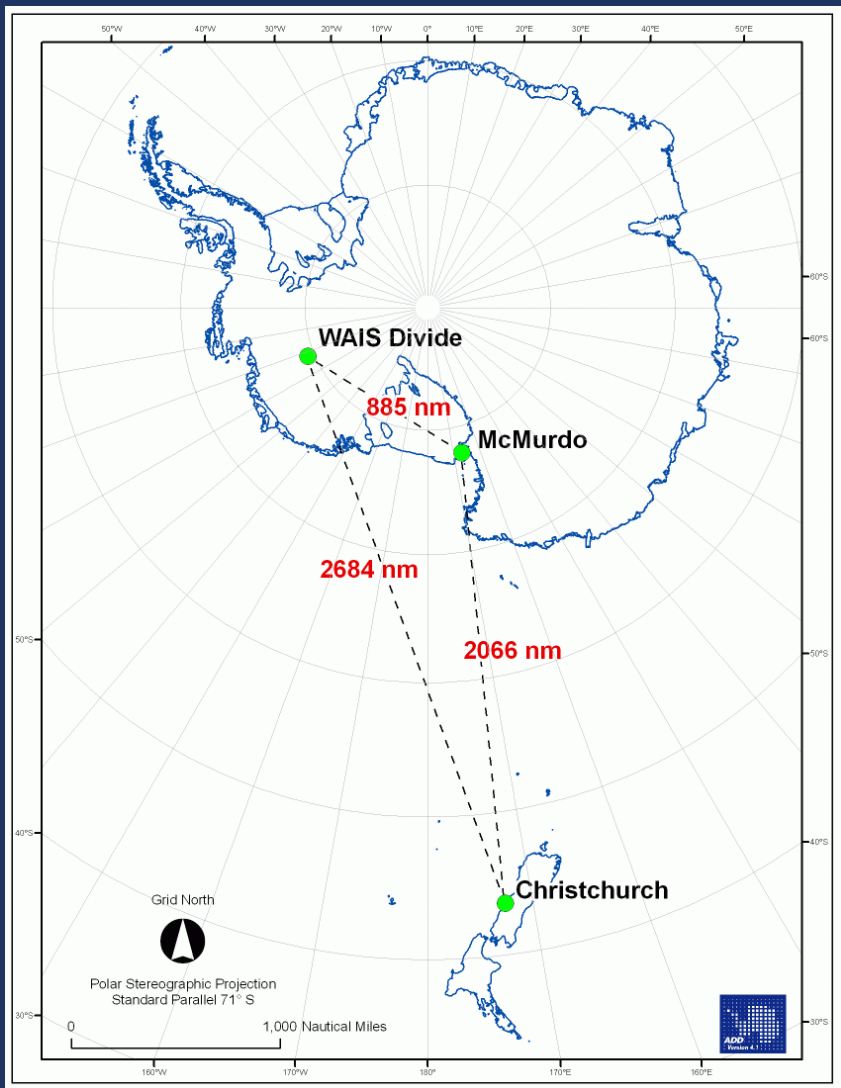 50°W 40°W 30°W 20°W 10°W 0° 10°E 20°E 30°E 40°E 50°E
60°S
60°S
WAIS Divide
885 nm
McMurdo
2684 nm
50°S
2066 nm
50°S
40°S
40°S
Christchurch
Grid North
Polar Stereographic Projection
Standard Parallel 71° S
30°S
0 1,000 Nautical Miles
30°S
ADD
Version 4.1
160°W 170°W 180° 170°E 160°E